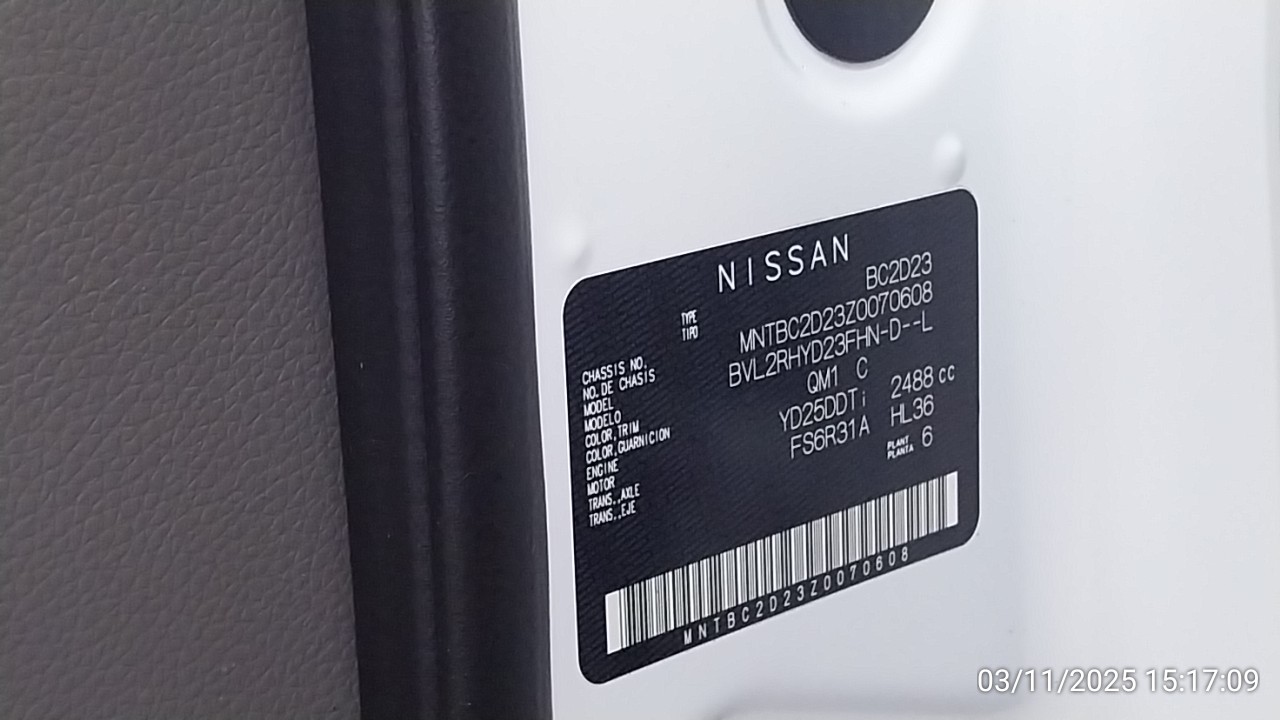 NISSAN
TYPE
TIPO
BC2D23
CHASSIS NO.
NO.DE CHASIS
MNTBC2D23Z0070608
MODEL
MODELO
BVL2RHYD23FHN-D--L
COLOR,TRIM
COLOR,GUARNICION
QM1 C
ENGINE
MOTOR
YD25DDTi 2488 cc
TRANS.,AXLE
TRANS.,EJE
FS6R31A HL36
PLANT
PLANTA
6
MNTBC2D23Z0070608
03/11/2025 15:17:09